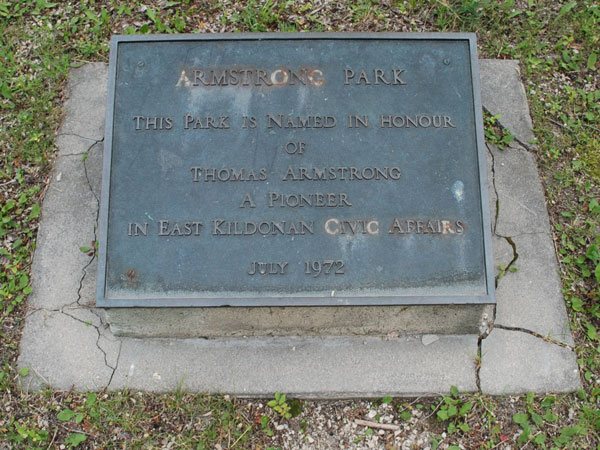 ARMSTRONG PARK
THIS PARK IS NAMED IN HONOUR
OF
THOMAS ARMSTRONG
A PIONEER
IN EAST KILDONAN CIVIC AFFAIRS
JULY 1972